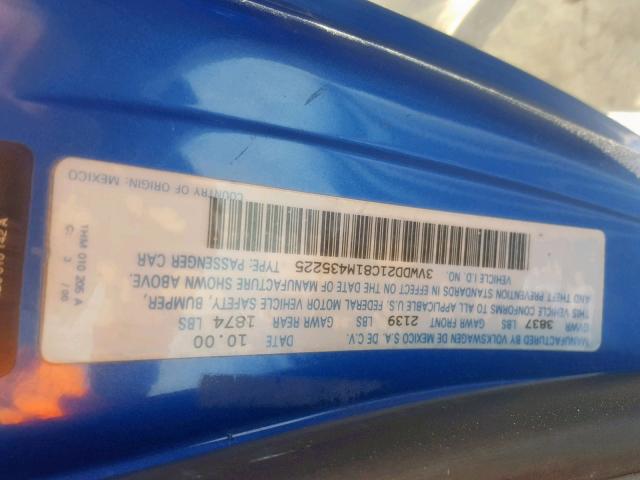 MANUFACTURED BY VOLKSWAGEN DE MEXICO S.A. DE C.V. DATE 10.00
GVWR 3837 LBS GAWR FRONT 2139 LBS GAWR REAR 1874 LBS
THIS VEHICLE CONFORMS TO ALL APPLICABLE U.S. FEDERAL MOTOR VEHICLE SAFETY, BUMPER,
AND THEFT PREVENTION STANDARDS IN EFFECT ON THE DATE OF MANUFACTURE SHOWN ABOVE.
VEHICLE I.D. NO. 3VWDD21C81M435225 TYPE: PASSENGER CAR
COUNTRY OF ORIGIN: MEXICO
1HM 010 205 A
142 A